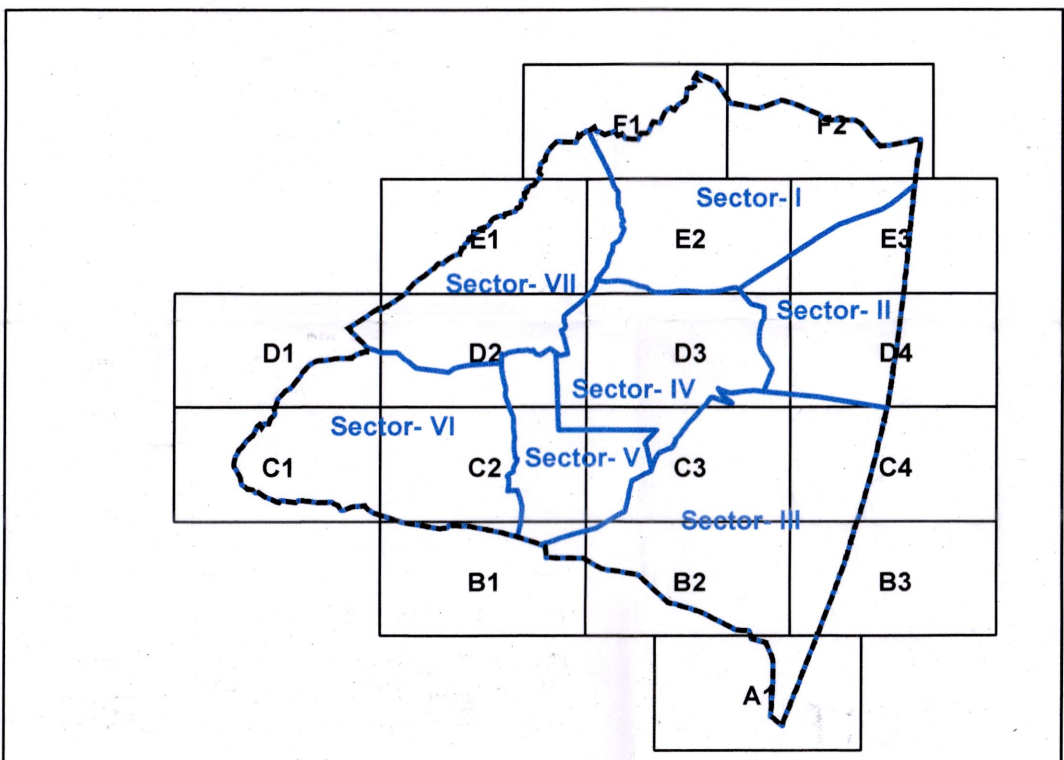 F1
F2
Sector- I
E1
E2
E3
Sector- VII
Sector- II
D1
D2
D3
D4
Sector- IV
Sector- VI
Sector- V
C1
C2
C3
C4
Sector- III
B1
B2
B3
A1